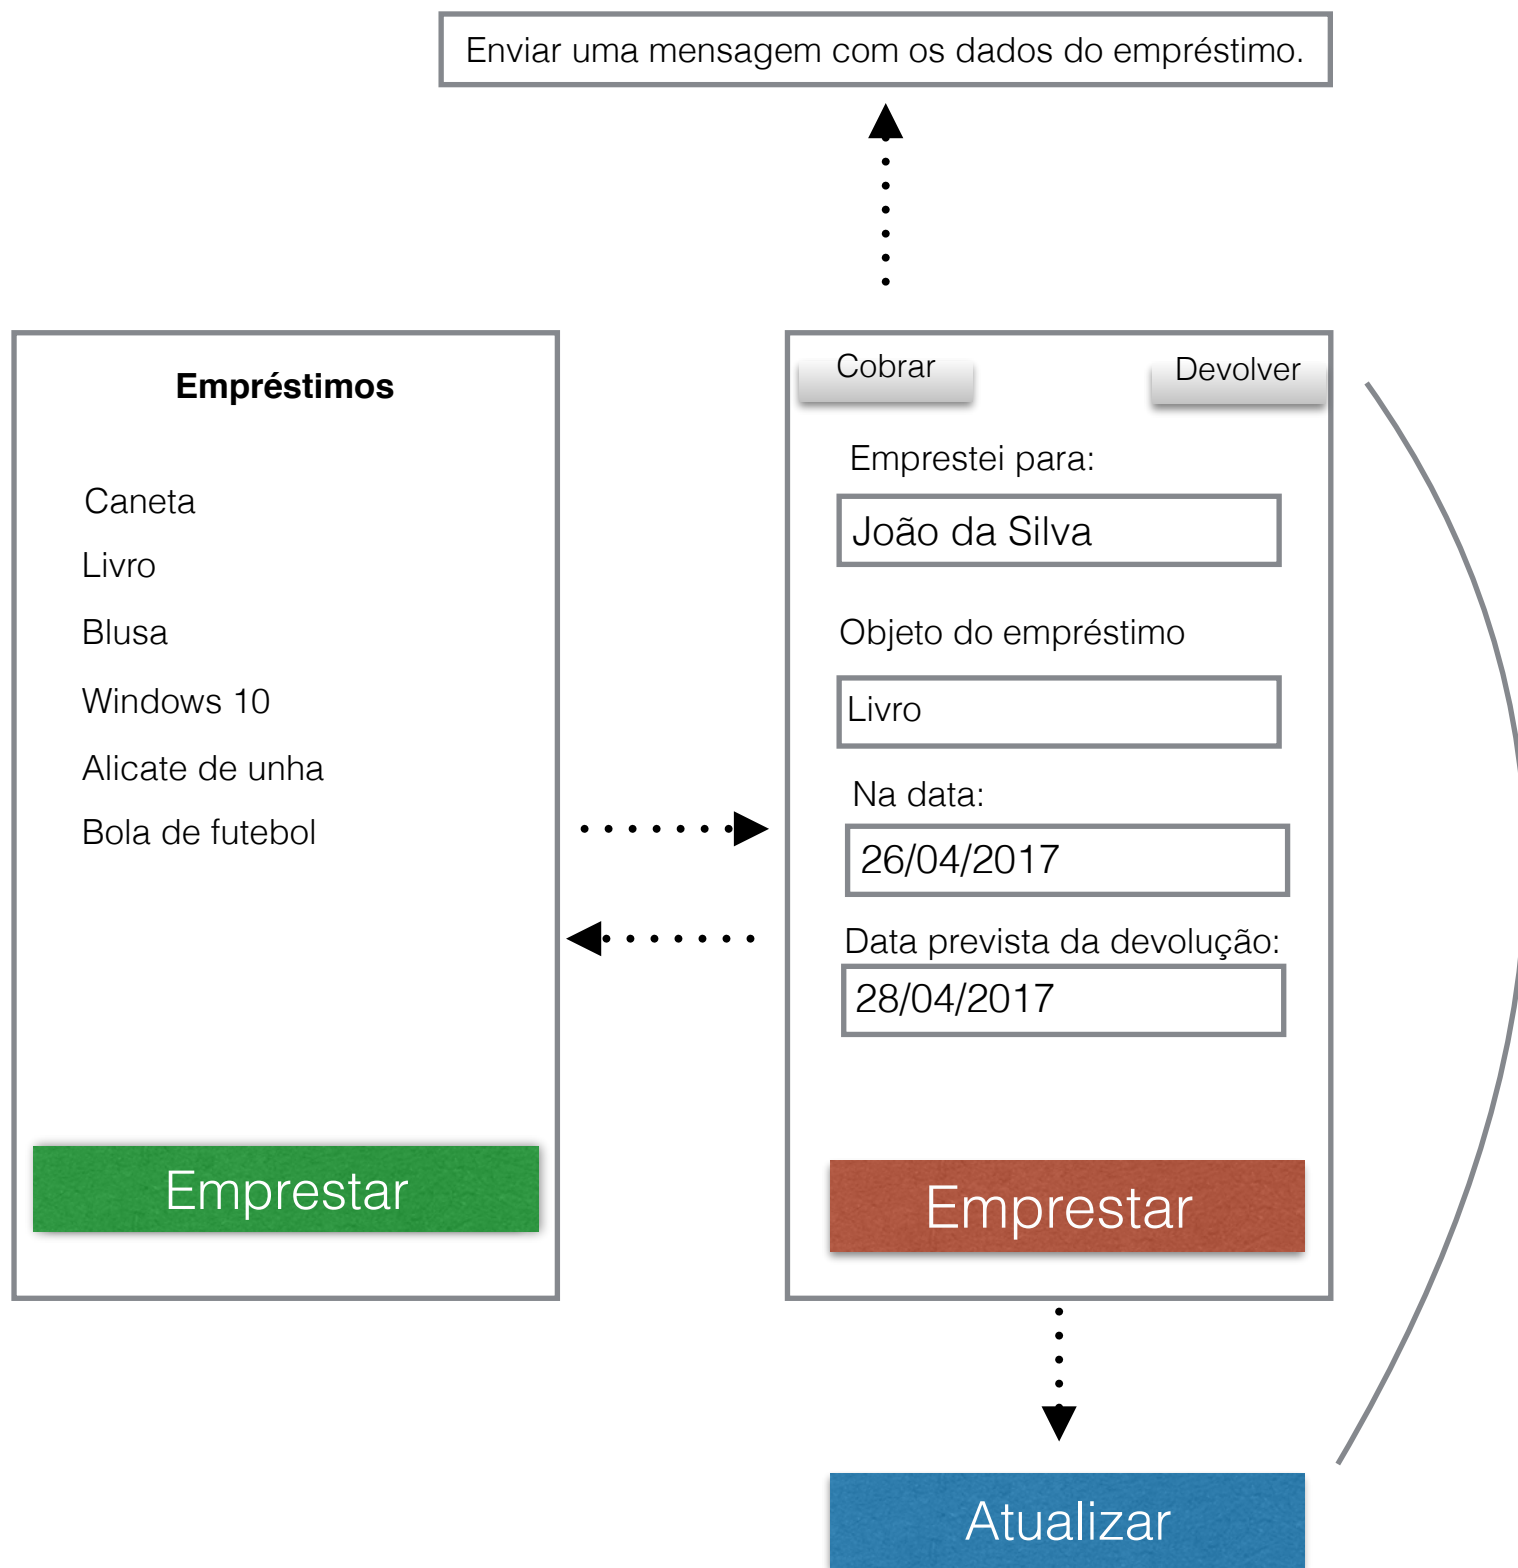 Enviar uma mensagem com os dados do empréstimo.
Empréstimos
Caneta
Livro
Blusa
Windows 10
Alicate de unha
Bola de futebol
Emprestar
Cobrar
Devolver
Emprestei para:
João da Silva
Objeto do empréstimo
Livro
Na data:
26/04/2017
Data prevista da devolução:
28/04/2017
Emprestar
Atualizar